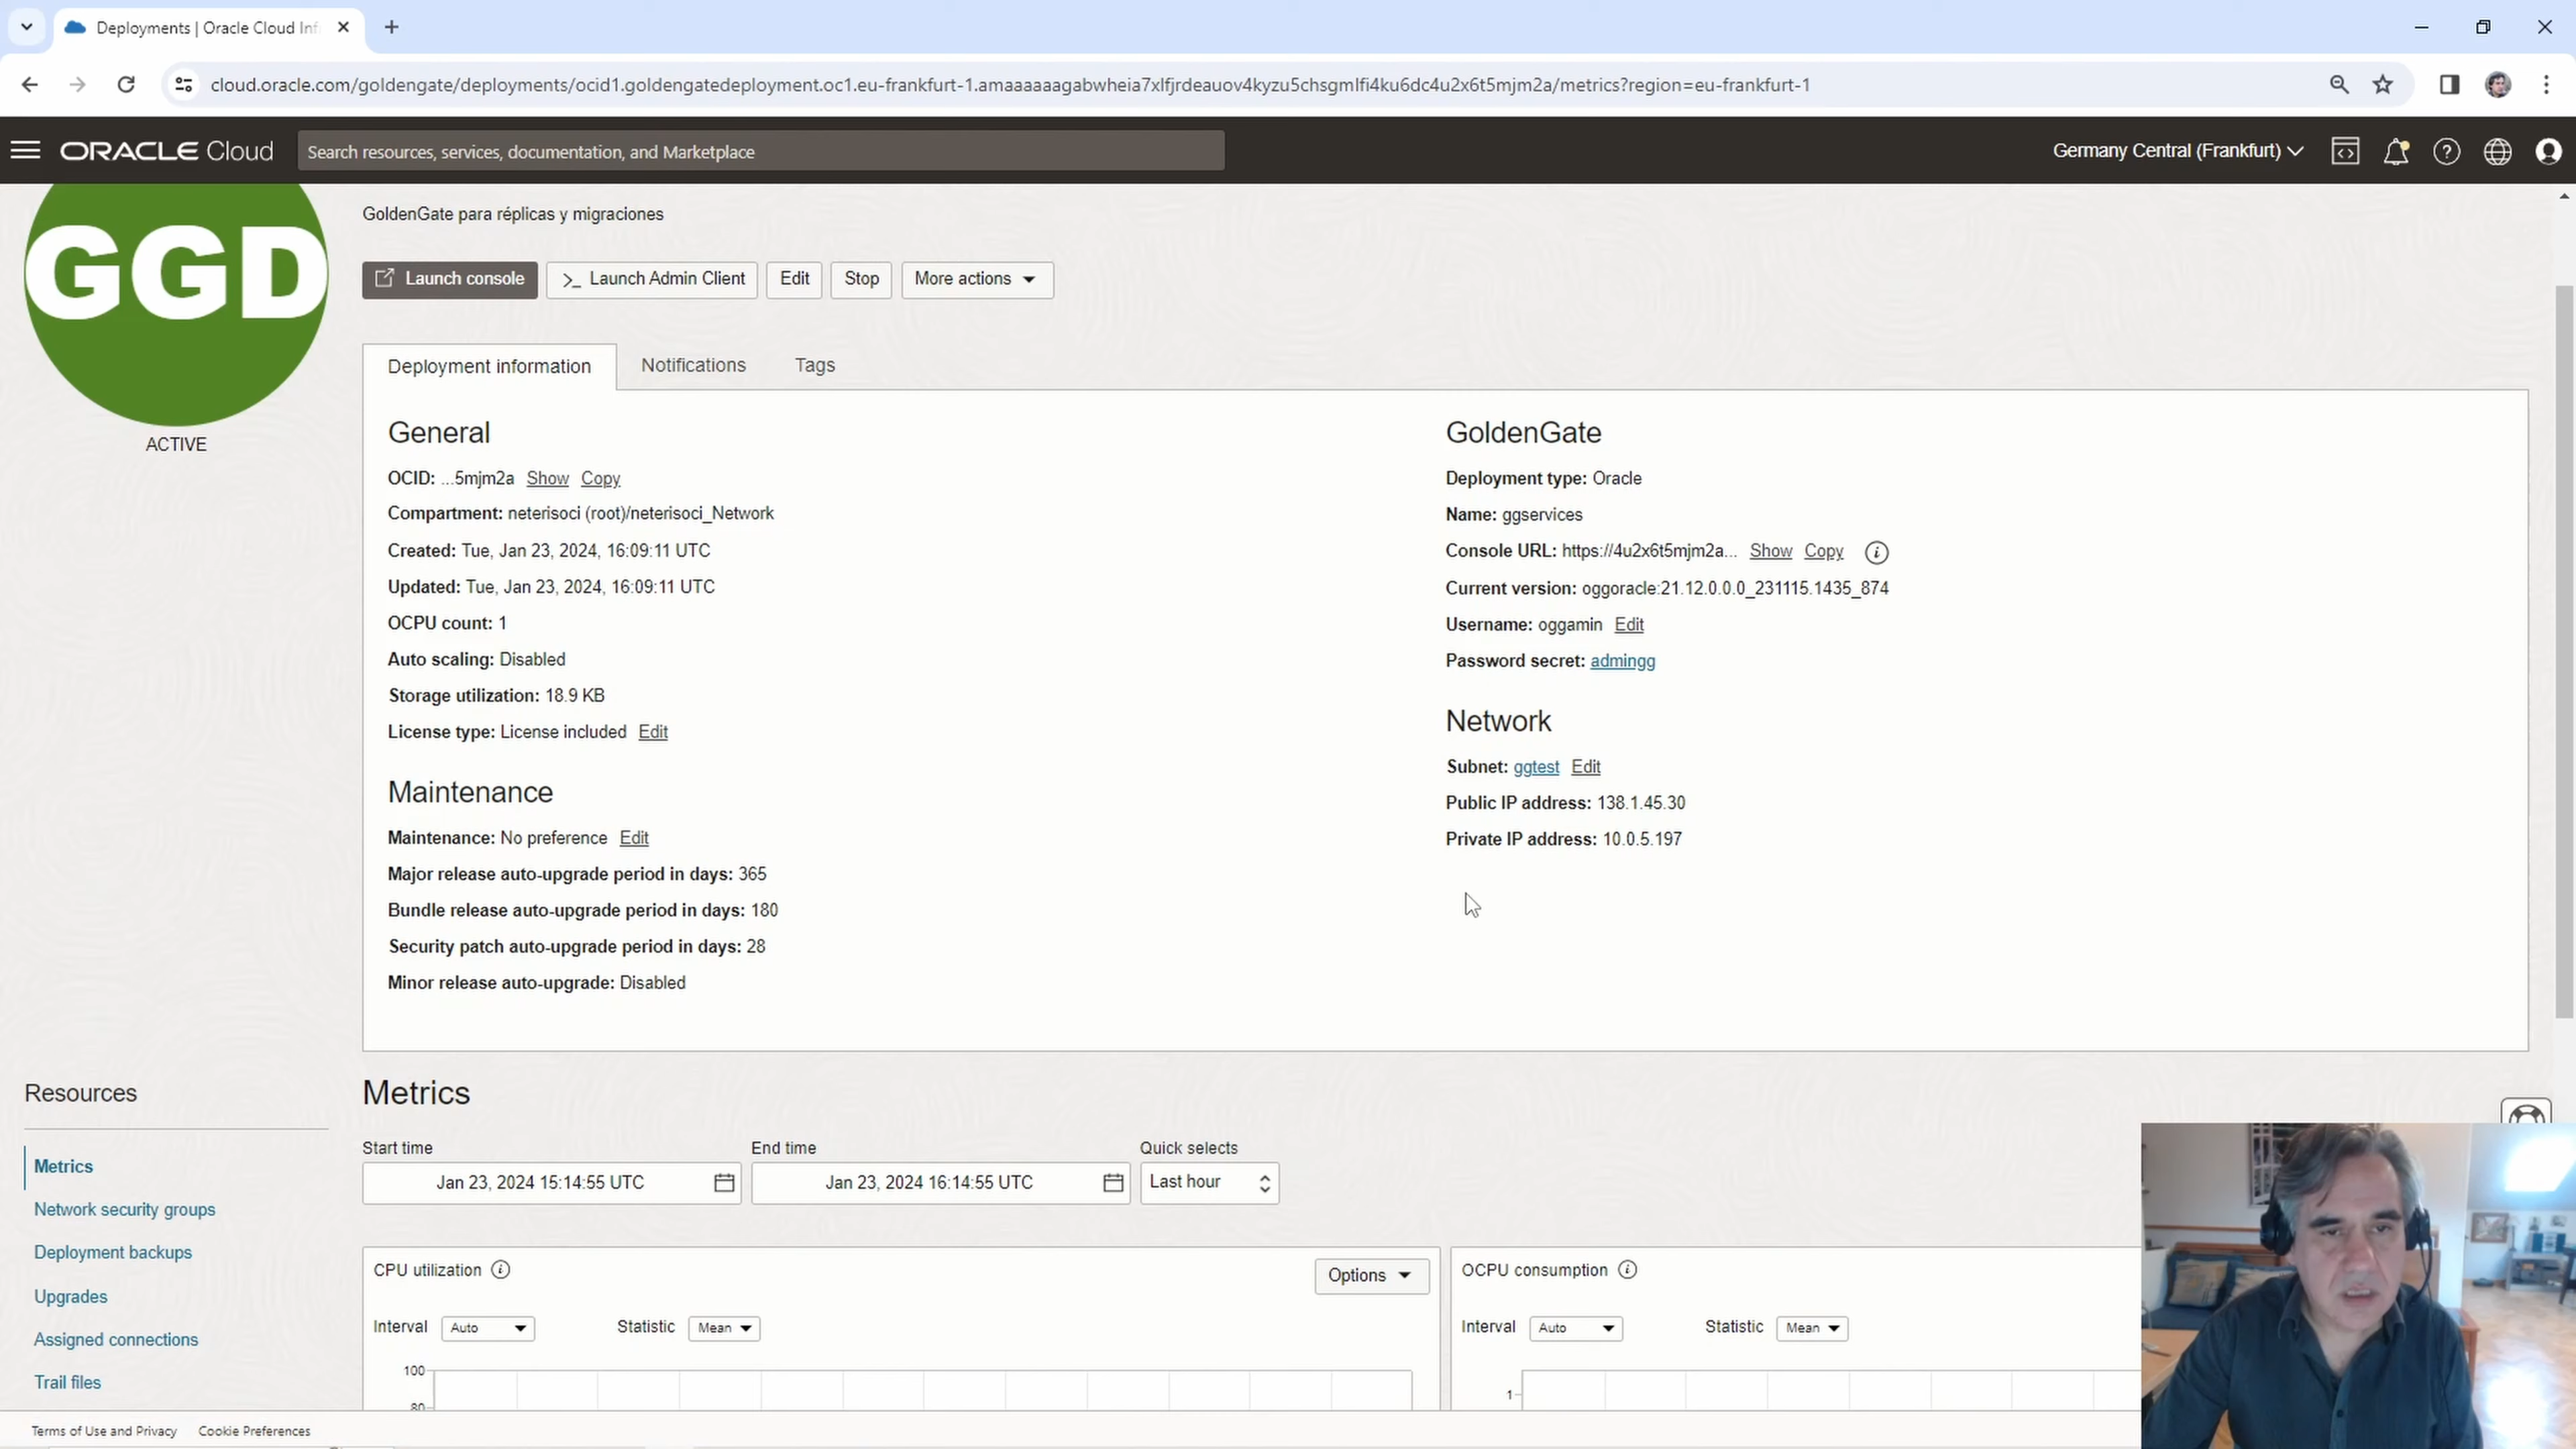 Deployments | Oracle Cloud Inf
cloud.oracle.com/goldengate/deployments/ocid1.goldengatedeployment.oc1.eu-frankfurt-1.amaaaaaagabwheia7xlfjrdeauov4kyzu5chsgmlfi4ku6dc4u2x6t5mjm2a/metrics?region=eu-frankfurt-1
ORACLE Cloud
Search resources, services, documentation, and Marketplace
Germany Central (Frankfurt)
GGD
ACTIVE
GoldenGate para réplicas y migraciones
Launch console
Launch Admin Client
Edit
Stop
More actions
Deployment information
Notifications
Tags
General
OCID: ...5mjm2a Show Copy
Compartment: neterisoci (root)/neterisoci_Network
Created: Tue, Jan 23, 2024, 16:09:11 UTC
Updated: Tue, Jan 23, 2024, 16:09:11 UTC
OCPU count: 1
Auto scaling: Disabled
Storage utilization: 18.9 KB
License type: License included Edit
Maintenance
Maintenance: No preference Edit
Major release auto-upgrade period in days: 365
Bundle release auto-upgrade period in days: 180
Security patch auto-upgrade period in days: 28
Minor release auto-upgrade: Disabled
GoldenGate
Deployment type: Oracle
Name: ggservices
Console URL: https://4u2x6t5mjm2a... Show Copy
Current version: oggoracle:21.12.0.0.0_231115.1435_874
Username: oggamin Edit
Password secret: admingg
Network
Subnet: ggtest Edit
Public IP address: 138.1.45.30
Private IP address: 10.0.5.197
Resources
Metrics
Network security groups
Deployment backups
Upgrades
Assigned connections
Trail files
Metrics
Start time
Jan 23, 2024 15:14:55 UTC
End time
Jan 23, 2024 16:14:55 UTC
Quick selects
Last hour
CPU utilization
Options
Interval Auto
Statistic Mean
100
80
OCPU consumption
Interval Auto
Statistic Mean
1
Terms of Use and Privacy
Cookie Preferences